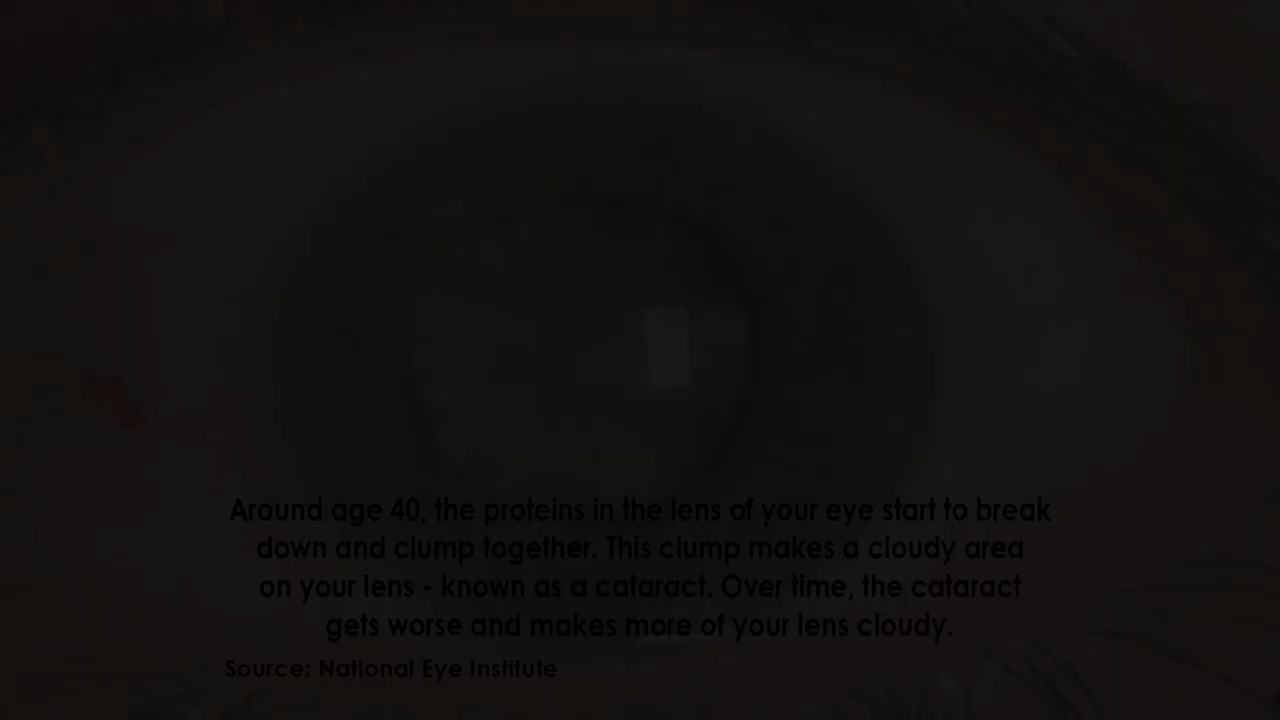 Around age 40, the proteins in the lens of your eye start to break
down and clump together. This clump makes a cloudy area
on your lens - known as a cataract. Over time, the cataract
gets worse and makes more of your lens cloudy.
Source: National Eye Institute